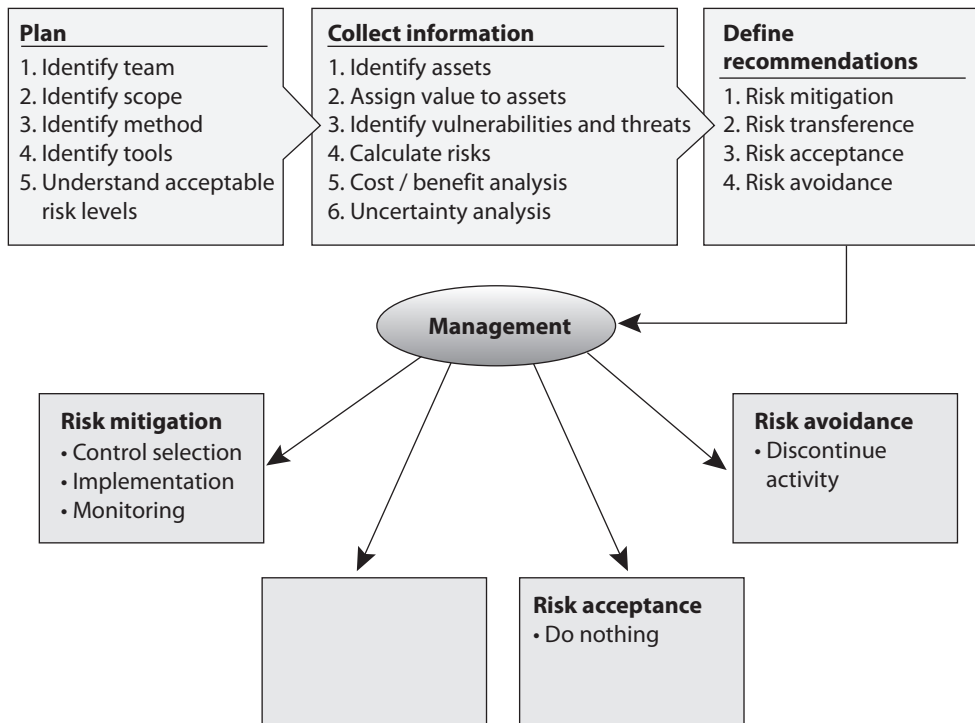 Plan
1. Identify team
2. Identify scope
3. Identify method
4. Identify tools
5. Understand acceptable
risk levels
Collect information
1. Identify assets
2. Assign value to assets
3. Identify vulnerabilities and threats
4. Calculate risks
5. Cost / benefit analysis
6. Uncertainty analysis
Define
recommendations
1. Risk mitigation
2. Risk transference
3. Risk acceptance
4. Risk avoidance
Management
Risk mitigation
• Control selection
• Implementation
• Monitoring
Risk acceptance
• Do nothing
Risk avoidance
• Discontinue
activity